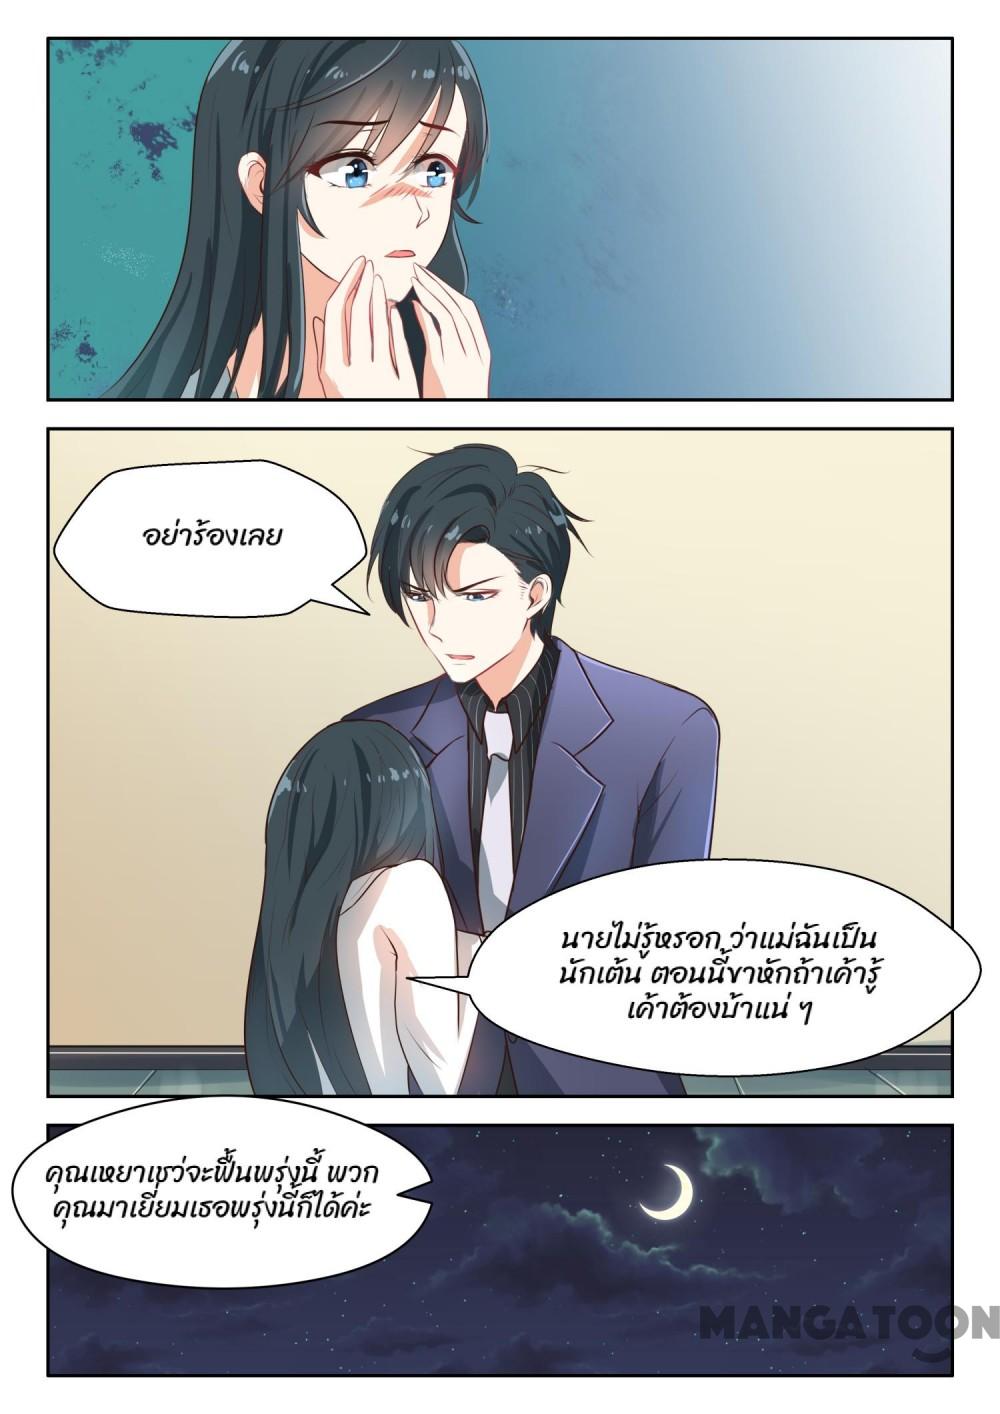 อย่าร้องเลย
นายไม่รู้หรอก ว่าแม่ฉันเป็น
นักเต้น ตอนนี้ขาหักถ้าเค้ารู้
เค้าต้องบ้าแน่ ๆ
คุณเหยาเชว่จะฟื้นพรุ่งนี้ พวก
คุณมาเยี่ยมเธอพรุ่งนี้ก็ได้ค่ะ
MANGATOON